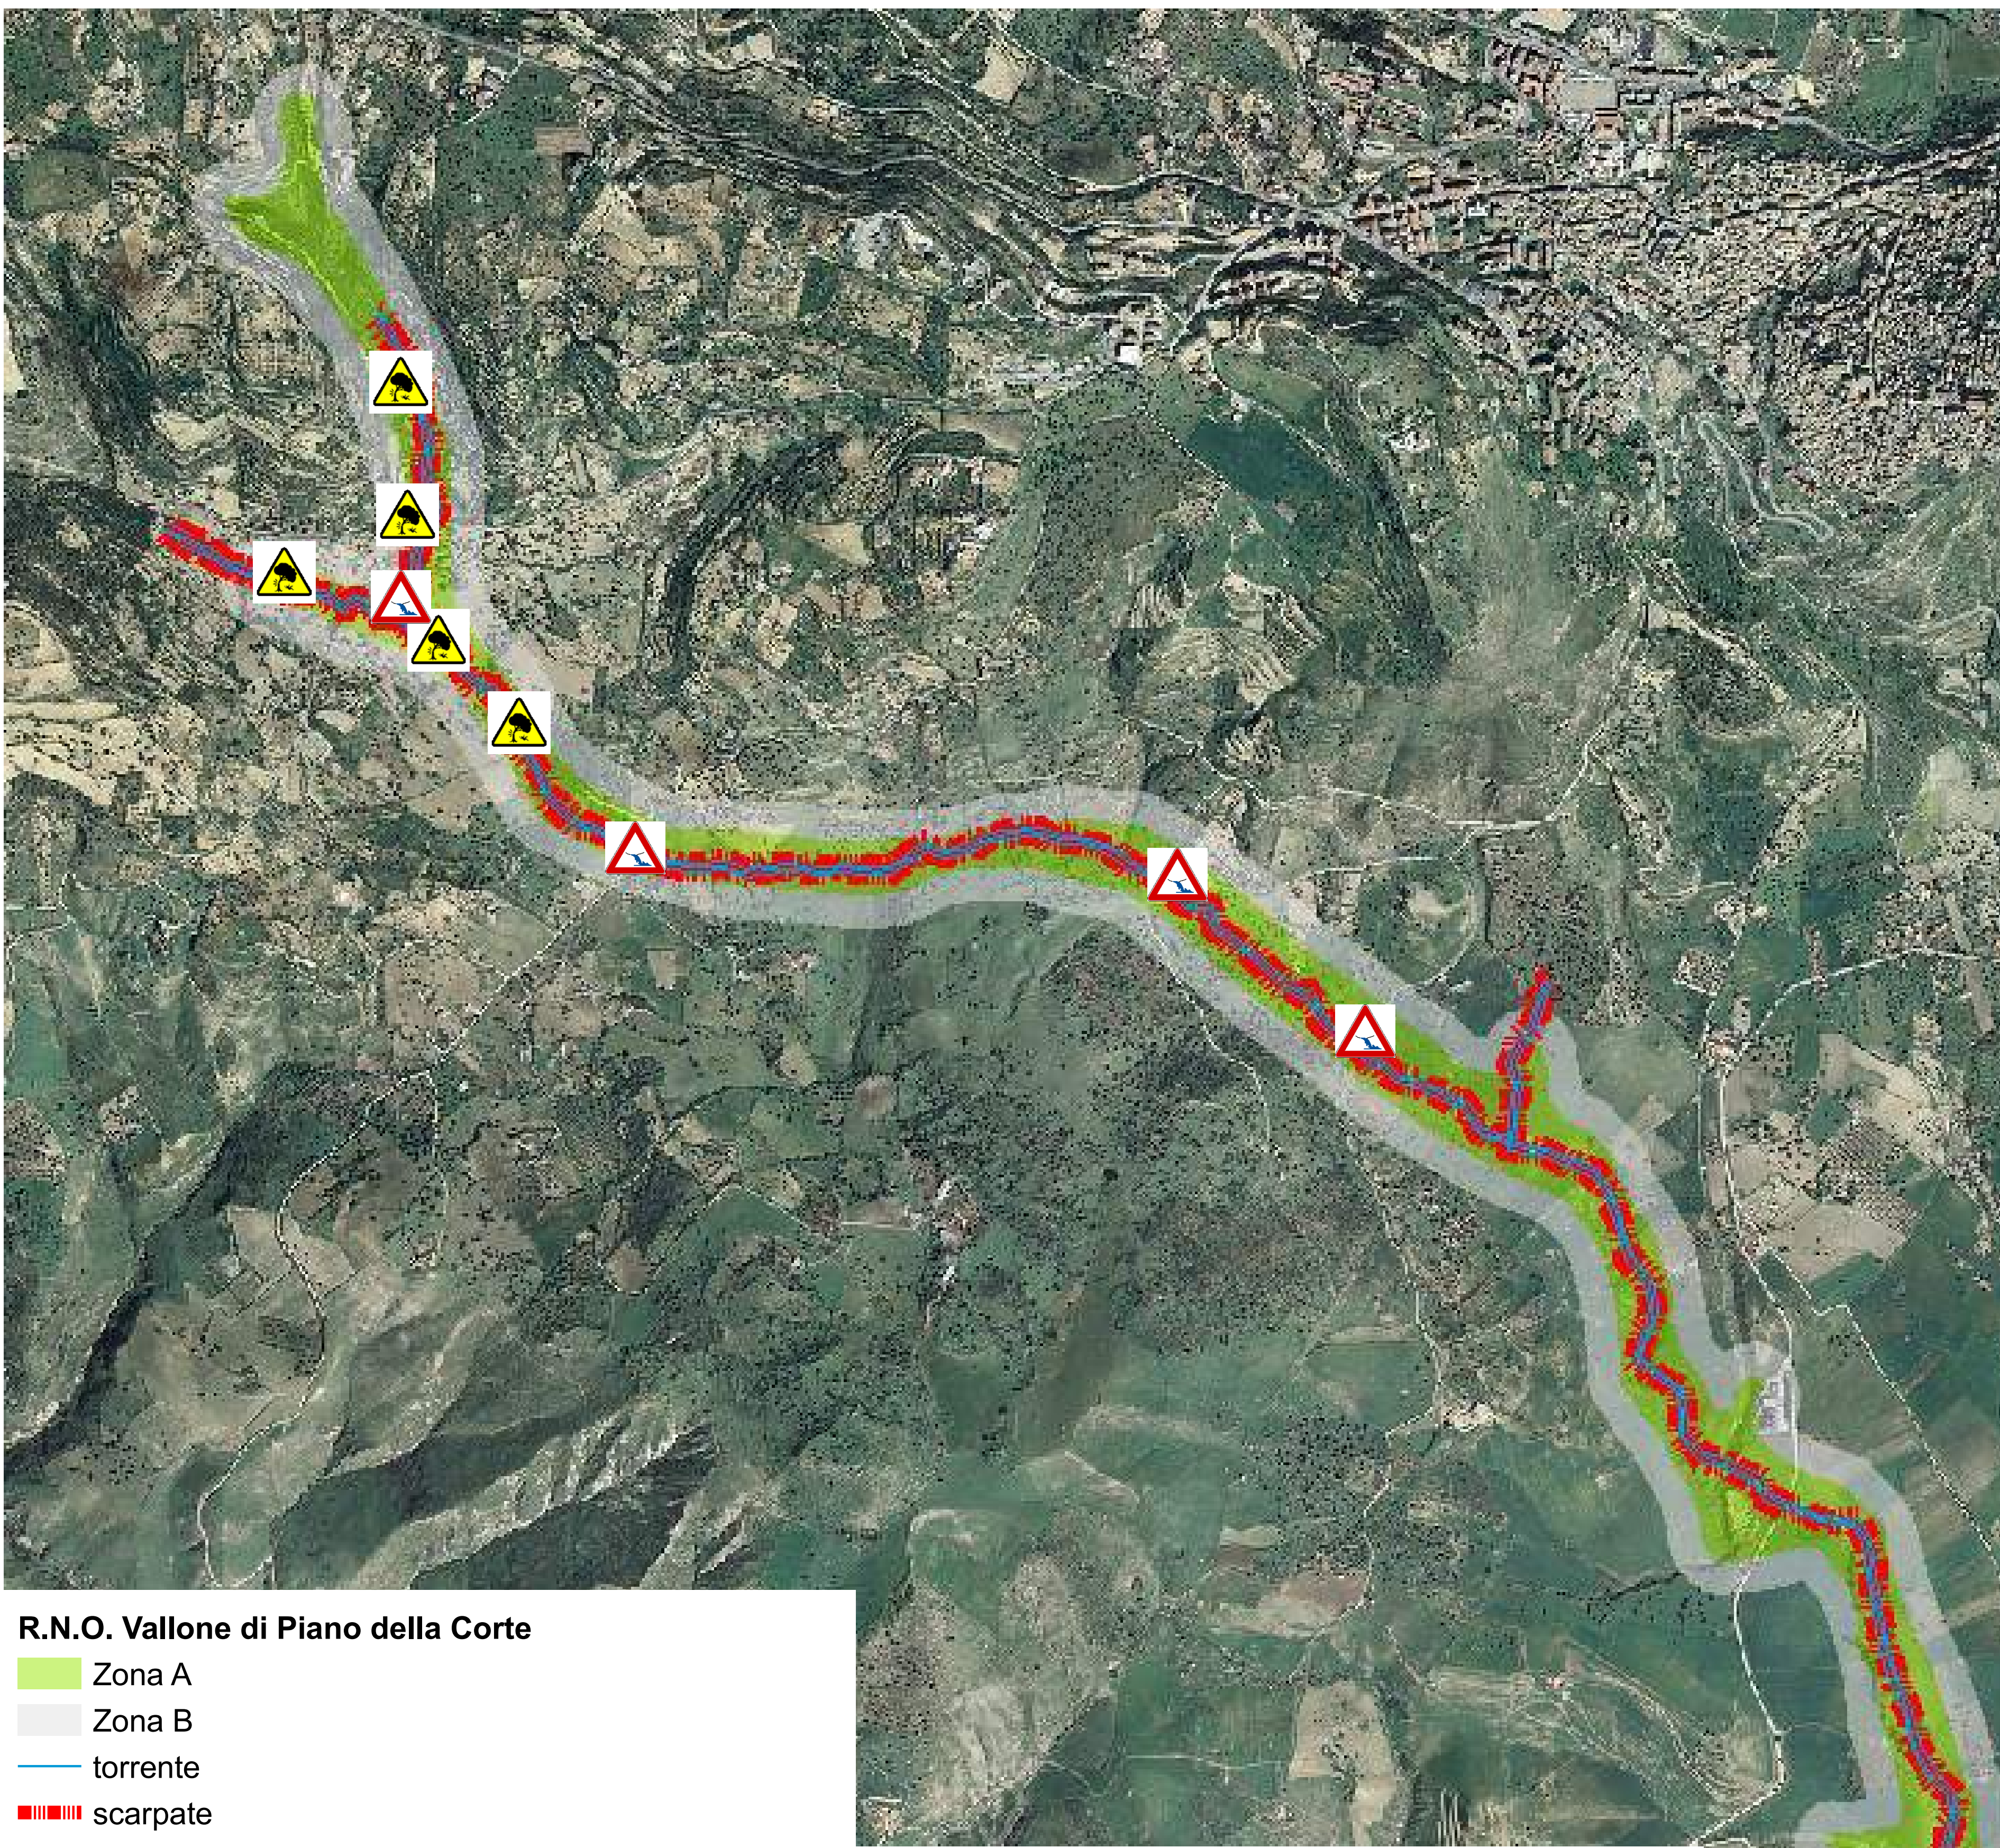 R.N.O. Vallone di Piano della Corte
Zona A
Zona B
torrente
scarpate